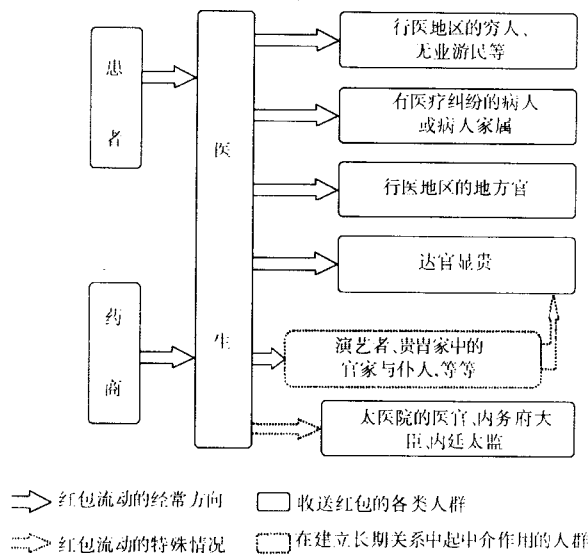 患者
药商
医生
行医地区的穷人、
无业游民等
有医疗纠纷的病人
或病人家属
行医地区的地方官
达官显贵
演艺者、贵胄家中的
官家与仆人,等等
太医院的医官、内务府大
臣、内廷太监
红包流动的经常方向
收送红包的各类人群
红包流动的特殊情况
在建立长期关系中起中介作用的人群